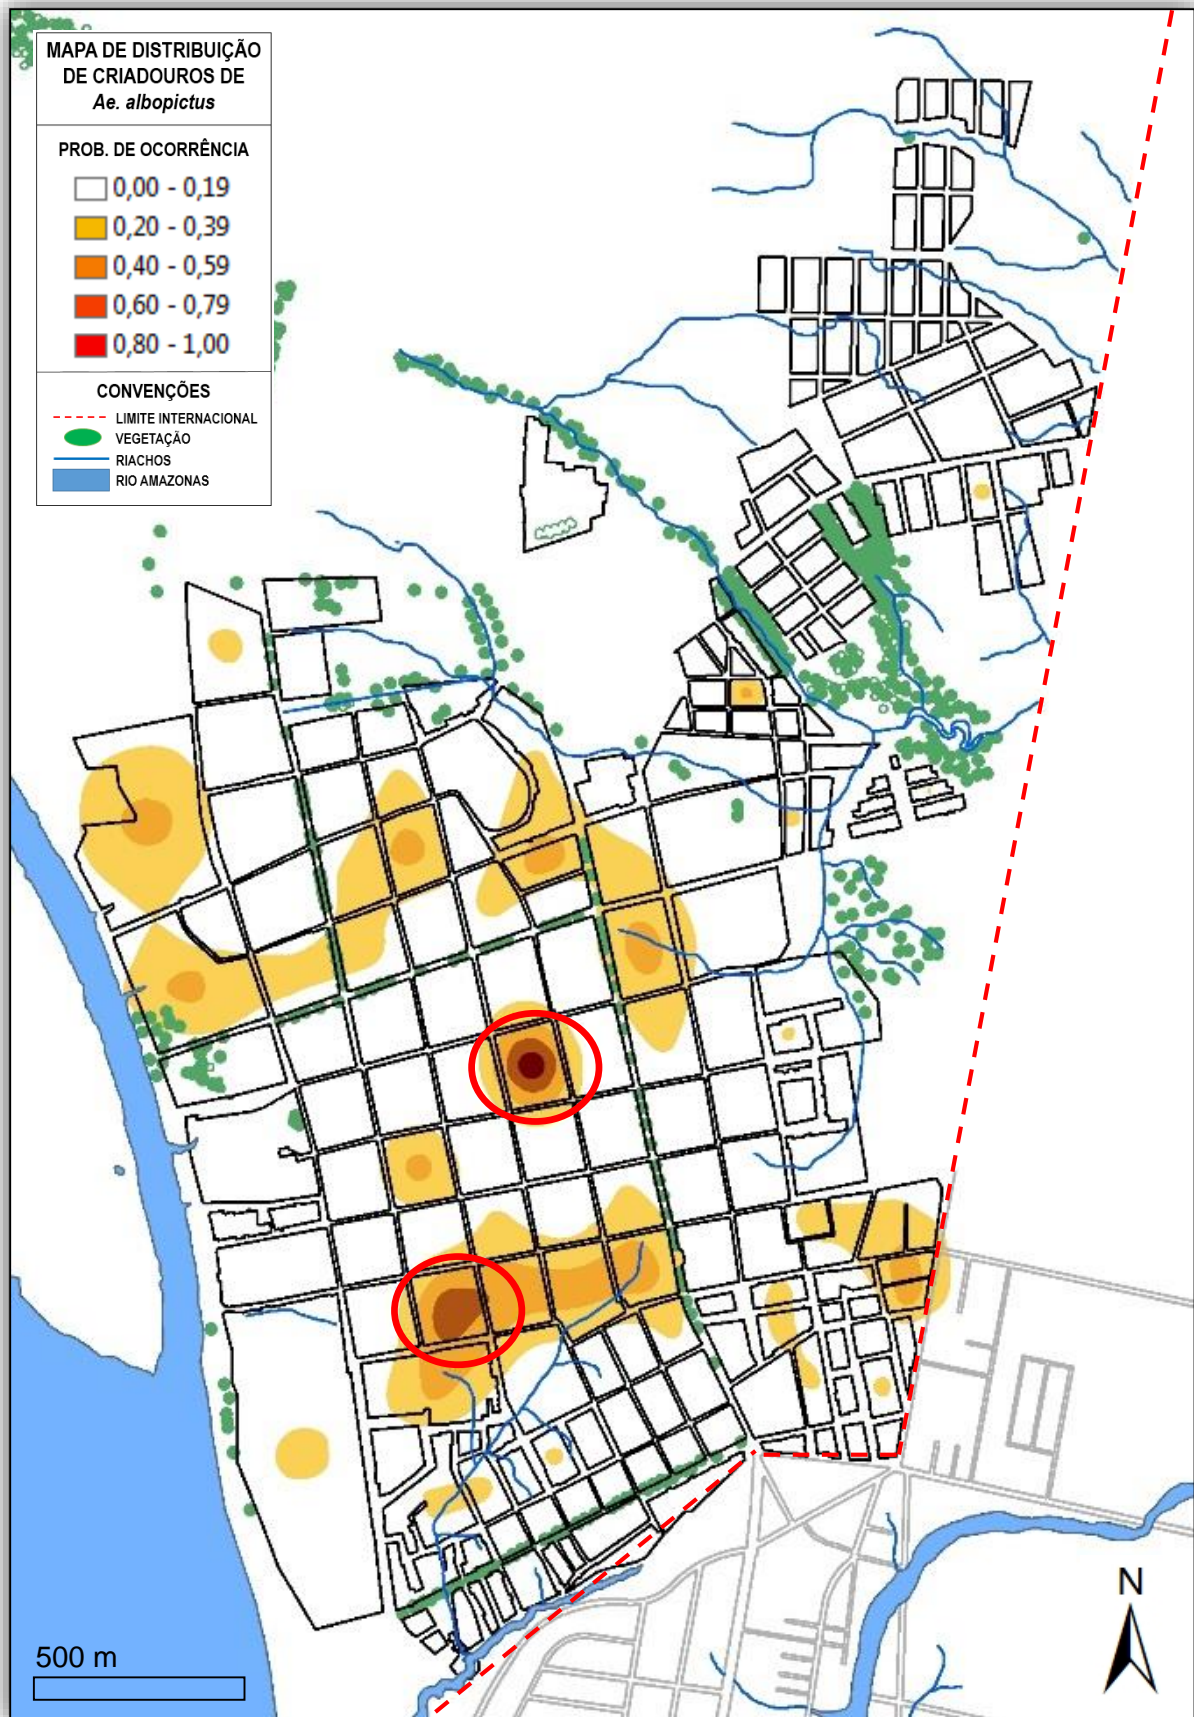 MAPA DE DISTRIBUIÇÃO
DE CRIADOUROS DE
Ae. albopictus
PROB. DE OCORRÊNCIA
0,00 - 0,19
0,20 - 0,39
0,40 - 0,59
0,60 - 0,79
0,80 - 1,00
CONVENÇÕES
LIMITE INTERNACIONAL
VEGETAÇÃO
RIACHOS
RIO AMAZONAS
N
500 m